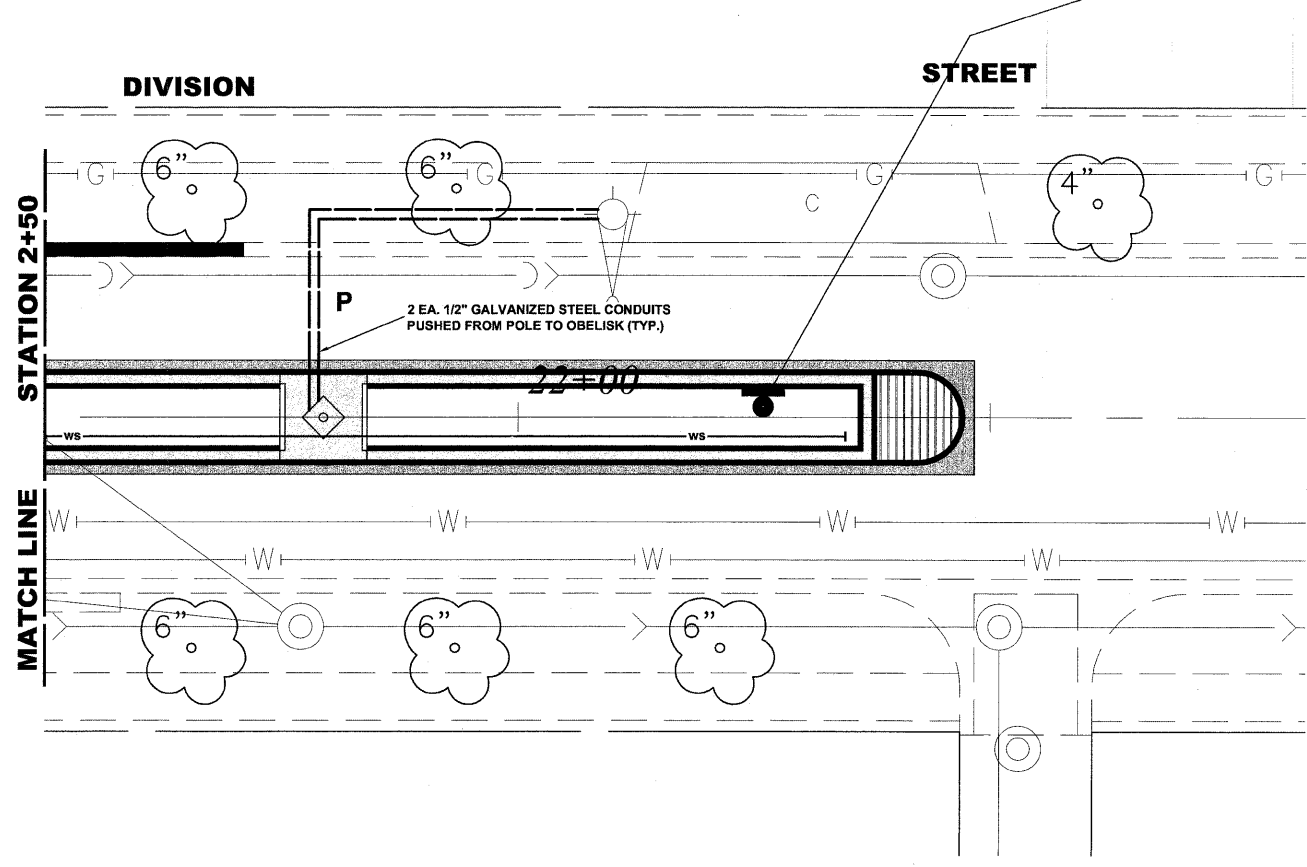 DIVISION
STREET
6”
6”
4”
G
G
G
G
C
STATION 2+50
P
2 EA. 1/2" GALVANIZED STEEL CONDUITS
PUSHED FROM POLE TO OBELISK (TYP.)
22+00
WS
WS
MATCH LINE
W
W
W
W
W
W
W
6”
6”
6”